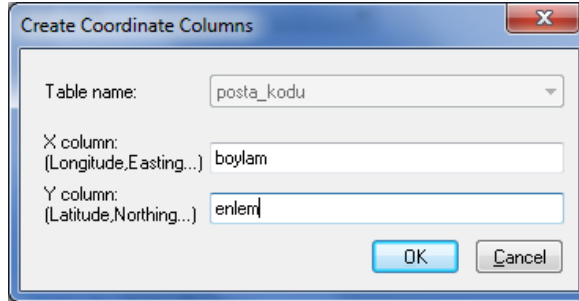 Create Coordinate Columns
Table name:
posta_kodu
X column:
(Longitude,Easting...)
boylam
Y column:
(Latitude,Northing...)
enlem
OK
Cancel